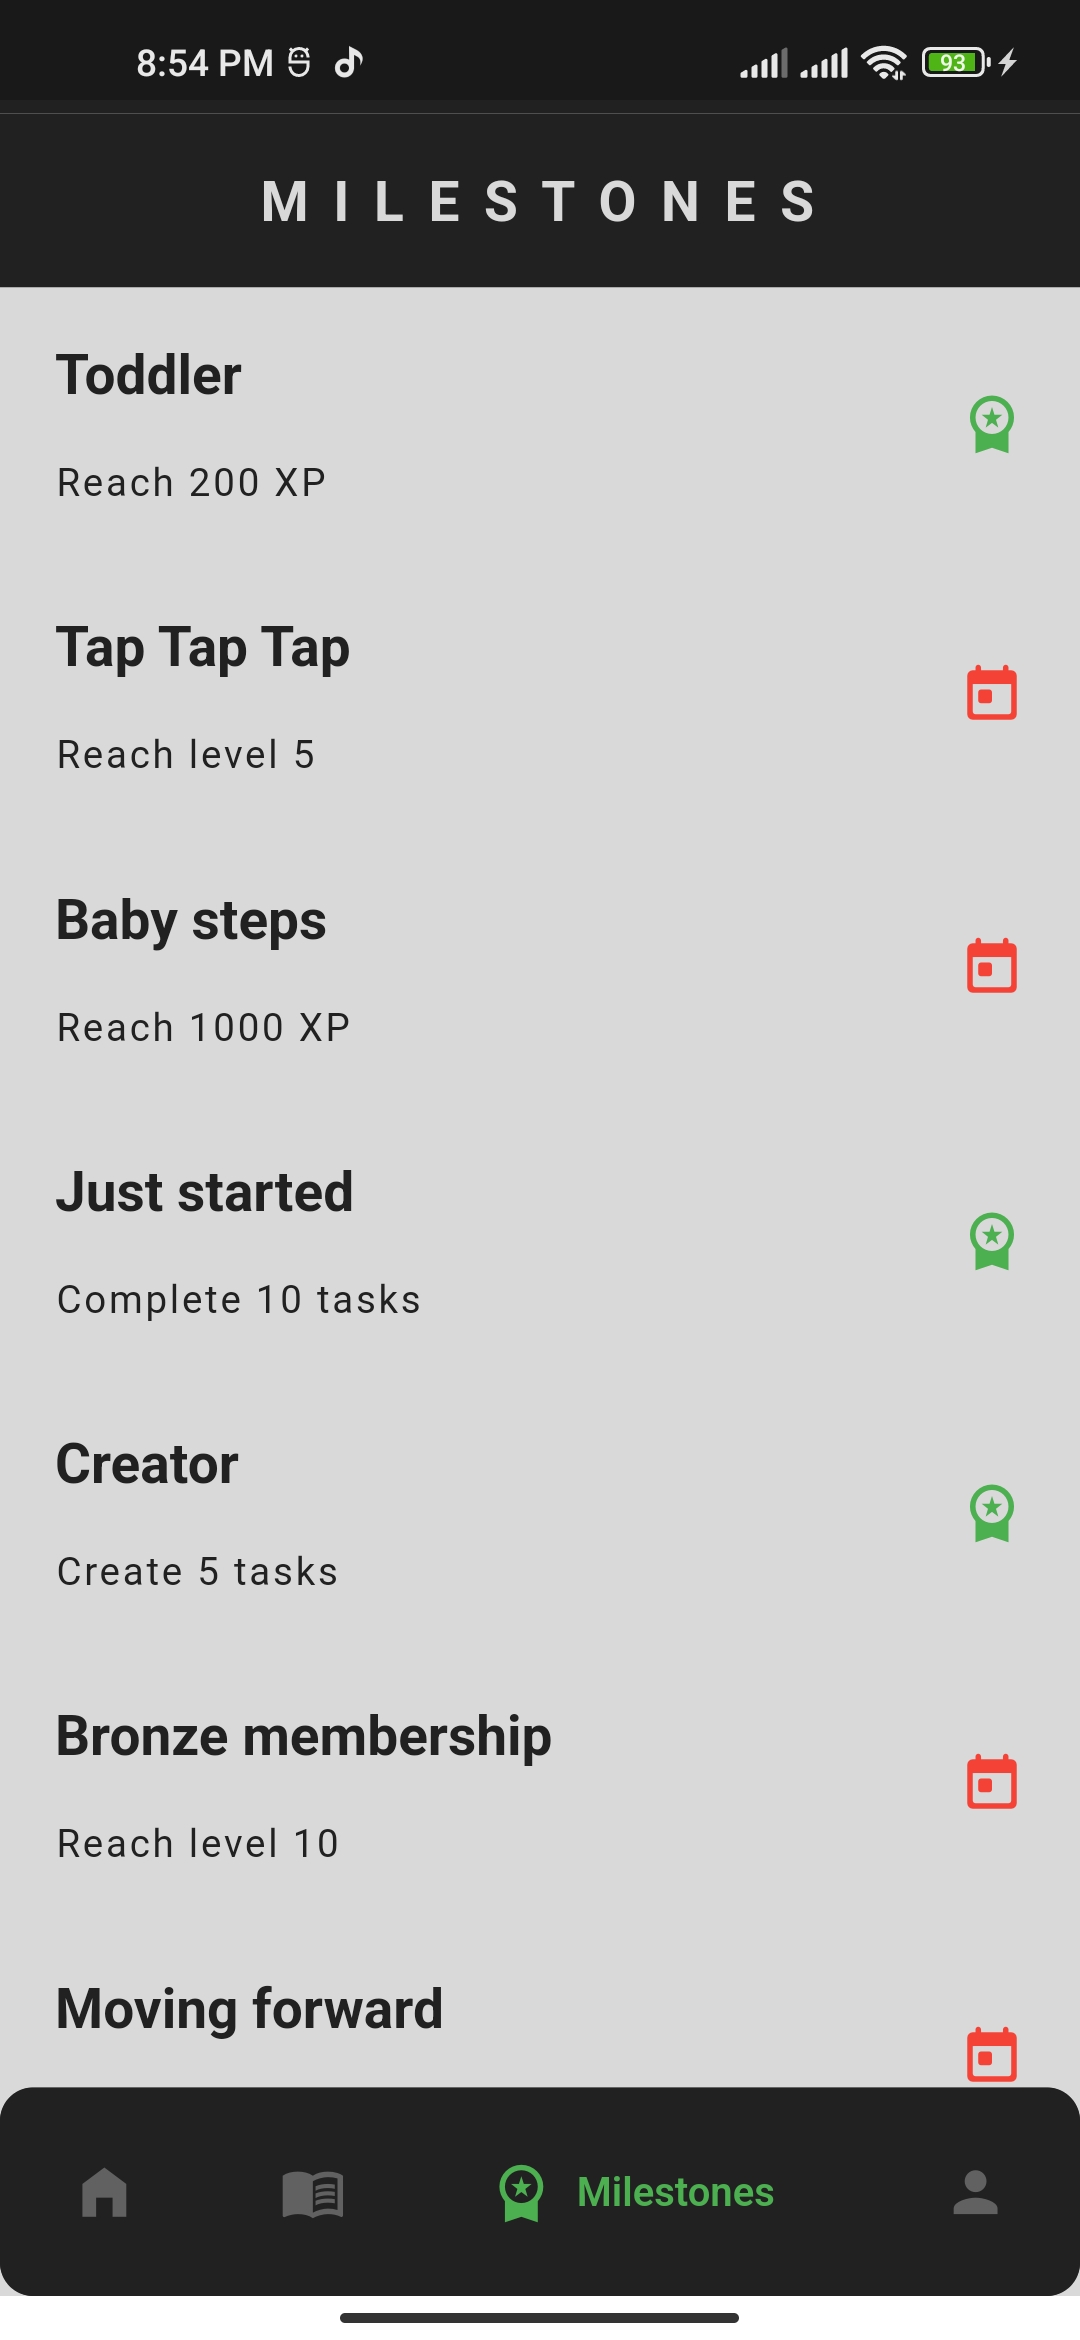 8:54 PM
93
MILESTONES
Toddler
Reach 200 XP
Tap Tap Tap
Reach level 5
Baby steps
Reach 1000 XP
Just started
Complete 10 tasks
Creator
Create 5 tasks
Bronze membership
Reach level 10
Moving forward
Milestones